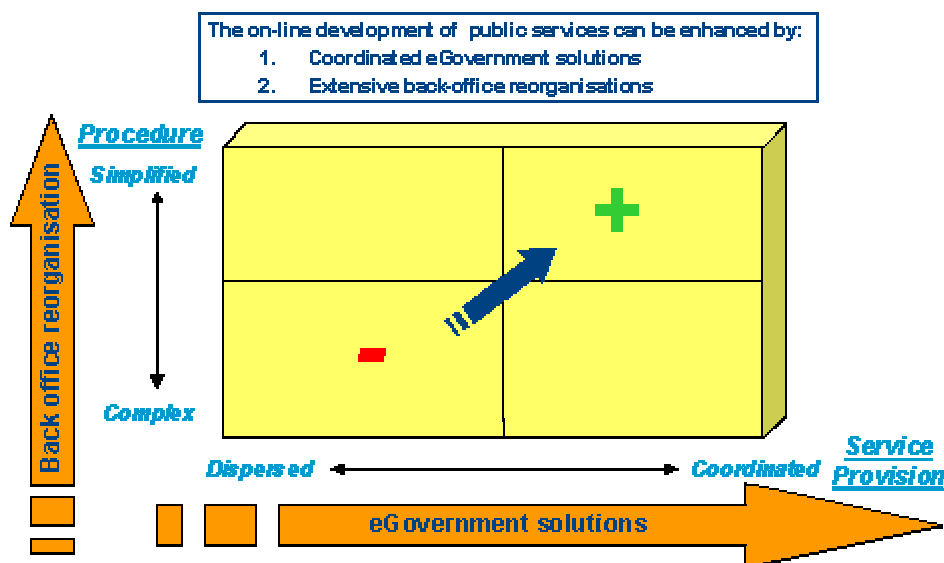 The on-line development of public services can be enhanced by:
1. Coordinated eGovernment solutions
2. Extensive back-office reorganisations
Procedure
Simplified
Back office reorganisation
Complex
Dispersed
Coordinated
Service
Provision
eGovernment solutions